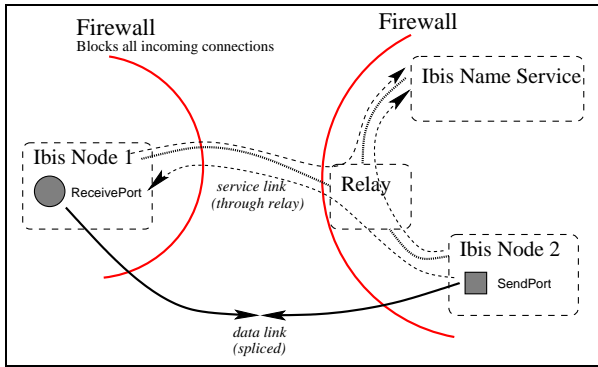 Firewall
Blocks all incoming connections
Firewall
Ibis Name Service
Ibis Node 1
ReceivePort
service link
(through relay)
Relay
Ibis Node 2
SendPort
data link
(spliced)